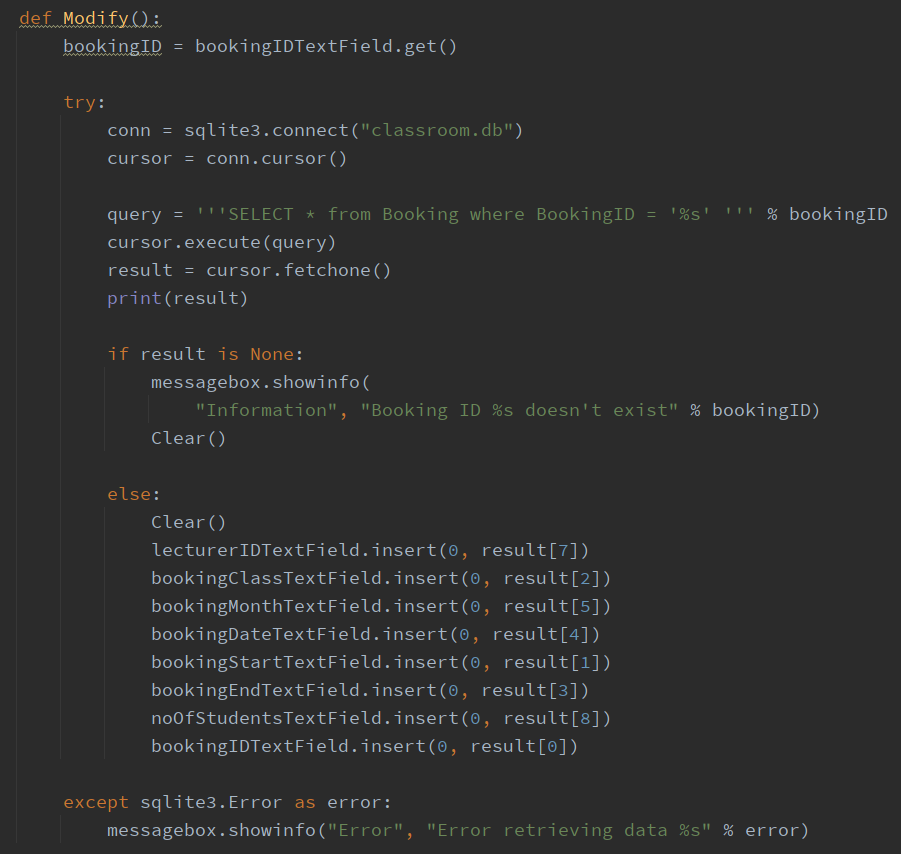 def Modify():
    bookingID = bookingIDTextField.get()

    try:
        conn = sqlite3.connect("classroom.db")
        cursor = conn.cursor()

        query = '''SELECT * from Booking where BookingID = '%s' ''' % bookingID
        cursor.execute(query)
        result = cursor.fetchone()
        print(result)

        if result is None:
            messagebox.showinfo(
                "Information", "Booking ID %s doesn't exist" % bookingID)
            Clear()

        else:
            Clear()
            lecturerIDTextField.insert(0, result[7])
            bookingClassTextField.insert(0, result[2])
            bookingMonthTextField.insert(0, result[5])
            bookingDateTextField.insert(0, result[4])
            bookingStartTextField.insert(0, result[1])
            bookingEndTextField.insert(0, result[3])
            noOfStudentsTextField.insert(0, result[8])
            bookingIDTextField.insert(0, result[0])

    except sqlite3.Error as error:
        messagebox.showinfo("Error", "Error retrieving data %s" % error)